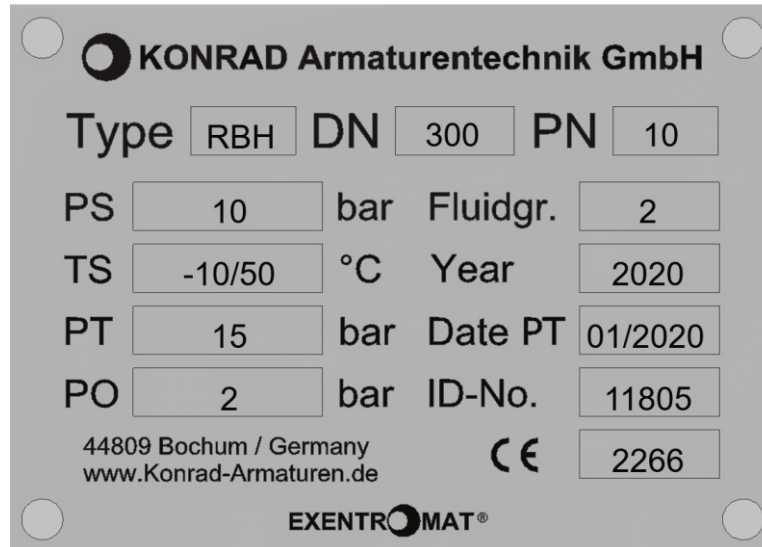 KONRAD Armaturentechnik GmbH
Type RBH DN 300 PN 10
PS 10 bar Fluidgr. 2
TS -10/50 °C Year 2020
PT 15 bar Date PT 01/2020
PO 2 bar ID-No. 11805
44809 Bochum / Germany CE 2266
www.Konrad-Armaturen.de
EXENTROMAT®